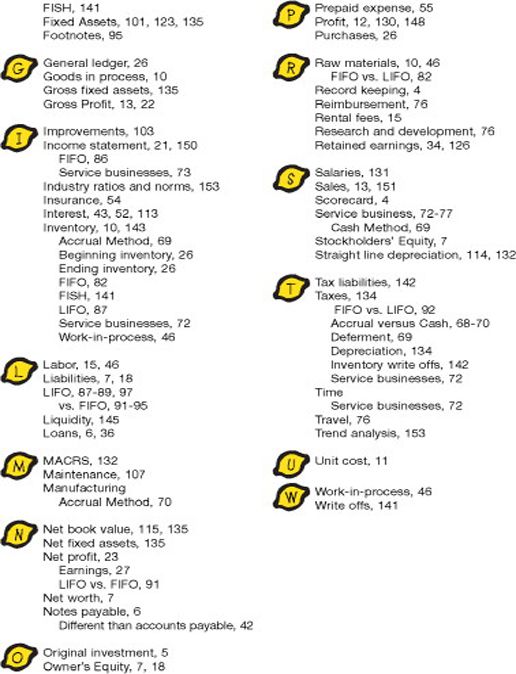 FISH, 141
Fixed Assets, 101, 123, 135
Footnotes, 95
G
General ledger, 26
Goods in process, 10
Gross fixed assets, 135
Gross Profit, 13, 22
I
Improvements, 103
Income statement, 21, 150
FIFO, 86
Service businesses, 73
Industry ratios and norms, 153
Insurance, 54
Interest, 43, 52, 113
Inventory, 10, 143
Accrual Method, 69
Beginning inventory, 26
Ending inventory, 26
FIFO, 82
FISH, 141
LIFO, 87
Service businesses, 72
Work-in-process, 46
L
Labor, 15, 46
Liabilities, 7, 18
LIFO, 87-89, 97
vs. FIFO, 91-95
Liquidity, 145
Loans, 6, 36
M
MACRS, 132
Maintenance, 107
Manufacturing
Accrual Method, 70
N
Net book value, 115, 135
Net fixed assets, 135
Net profit, 23
Earnings, 27
LIFO vs. FIFO, 91
Net worth, 7
Notes payable, 6
Different than accounts payable, 42
O
Original investment, 5
Owner's Equity, 7, 18
P
Prepaid expense, 55
Profit, 12, 130, 148
Purchases, 26
R
Raw materials, 10, 46
FIFO vs. LIFO, 82
Record keeping, 4
Reimbursement, 76
Rental fees, 15
Research and development, 76
Retained earnings, 34, 126
S
Salaries, 131
Sales, 13, 151
Scorecard, 4
Service business, 72-77
Cash Method, 69
Stockholders' Equity, 7
Straight line depreciation, 114, 132
T
Tax liabilities, 142
Taxes, 134
FIFO vs. LIFO, 92
Accrual versus Cash, 68-70
Deferment, 69
Depreciation, 134
Inventory write offs, 142
Service businesses, 72
Time
Service businesses, 72
Travel, 76
Trend analysis, 153
U
Unit cost, 11
W
Work-in-process, 46
Write offs, 141